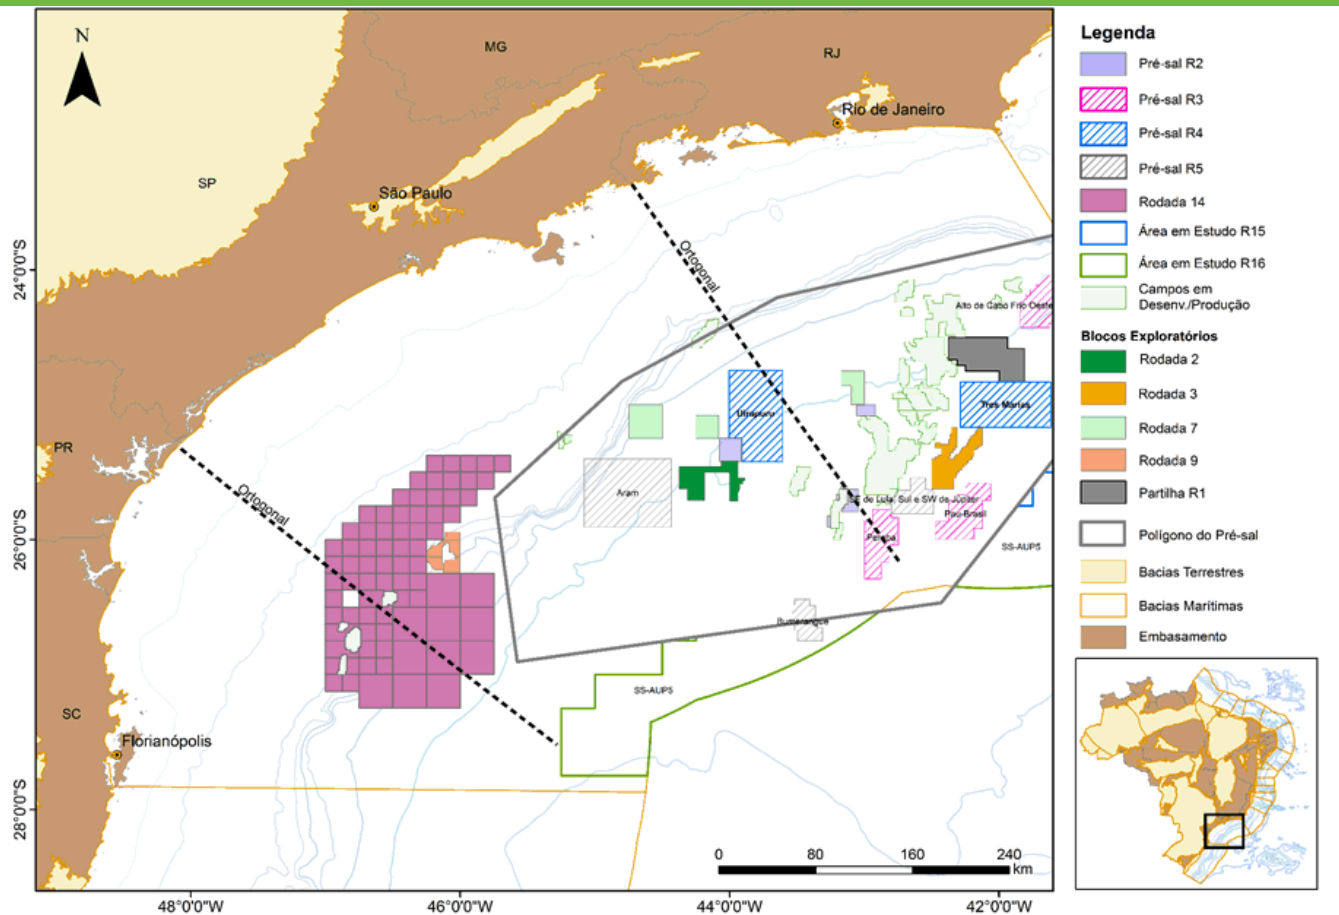 N
MG
RJ
Rio de Janeiro
SP
São Paulo
Ortogonal
Alto de Cabo Frio Oeste
Uirapuru
Tres Marias
PR
Aram
SE de Lula, Sul e SW de Júpiter
Pau-Brasil
Ortogonal
Peroba
SS-AUP5
Itumerangue
SS-AUP5
SC
Florianópolis
24°0'0"S
26°0'0"S
28°0'0"S
0 80 160 240
km
48°0'0"W 46°0'0"W 44°0'0"W 42°0'0"W
Legenda
Pré-sal R2
Pré-sal R3
Pré-sal R4
Pré-sal R5
Rodada 14
Área em Estudo R15
Área em Estudo R16
Campos em
Desenv./Produção
Blocos Exploratórios
Rodada 2
Rodada 3
Rodada 7
Rodada 9
Partilha R1
Polígono do Pré-sal
Bacias Terrestres
Bacias Marítimas
Embasamento